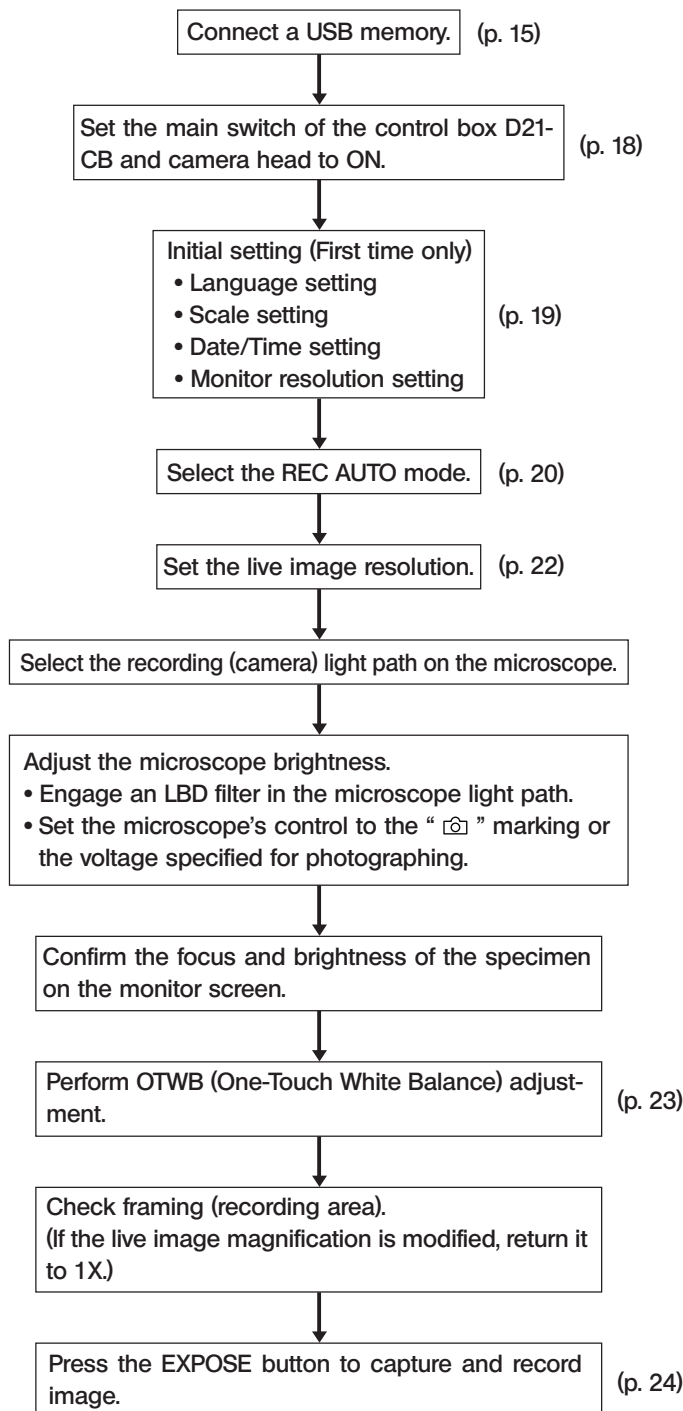 Connect a USB memory. (p. 15)
Set the main switch of the control box D21-
CB and camera head to ON.
(p. 18)
Initial setting (First time only)
• Language setting
• Scale setting
• Date/Time setting
• Monitor resolution setting
(p. 19)
Select the REC AUTO mode. (p. 20)
Set the live image resolution. (p. 22)
Select the recording (camera) light path on the microscope.
Adjust the microscope brightness.
• Engage an LBD filter in the microscope light path.
• Set the microscope's control to the “ ” marking or
the voltage specified for photographing.
Confirm the focus and brightness of the specimen
on the monitor screen.
Perform OTWB (One-Touch White Balance) adjust-
ment.
(p. 23)
Check framing (recording area).
(If the live image magnification is modified, return it
to 1X.)
Press the EXPOSE button to capture and record
image.
(p. 24)